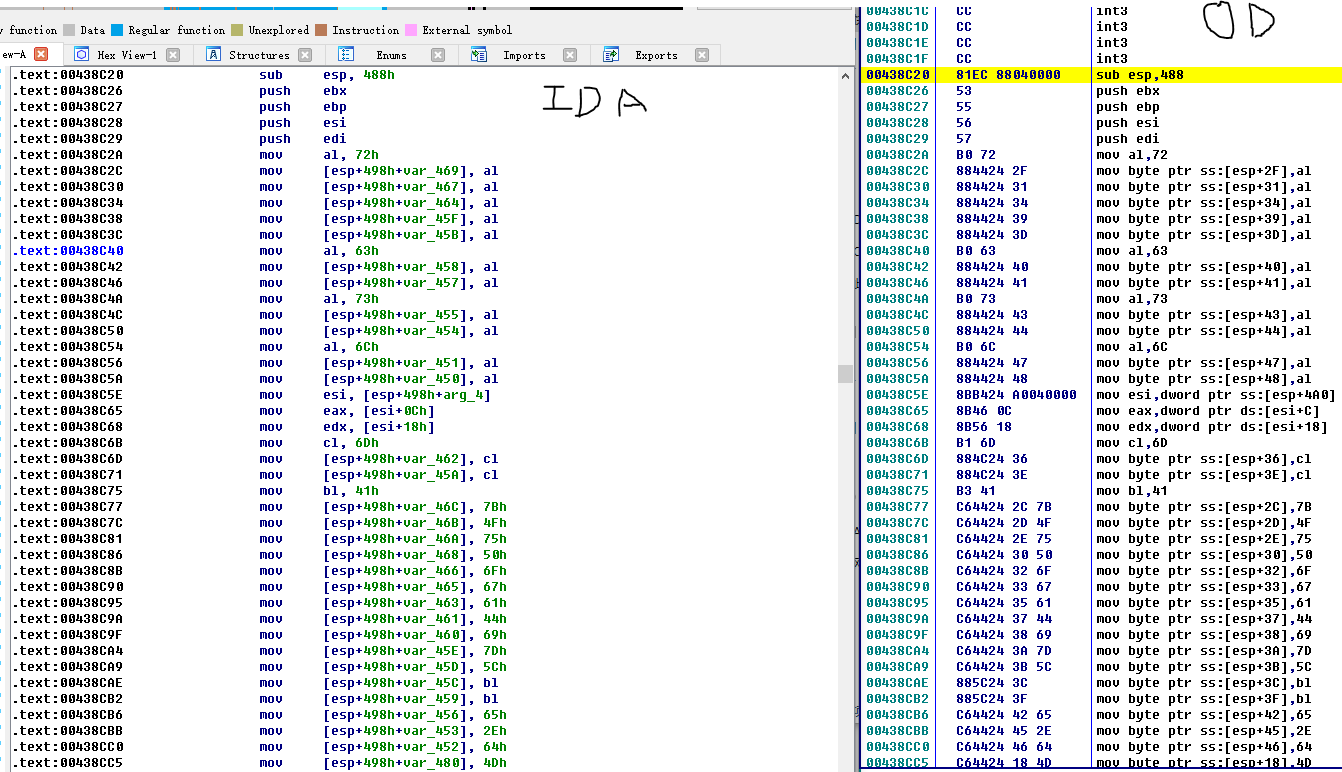 y function Data Regular function Unexplored Instruction External symbol
ew-A Hex View-1 Structures Enums Imports Exports
IDA
.text:00438C20 sub esp, 488h
.text:00438C26 push ebx
.text:00438C27 push ebp
.text:00438C28 push esi
.text:00438C29 push edi
.text:00438C2A mov al, 72h
.text:00438C2C mov [esp+498h+var_469], al
.text:00438C30 mov [esp+498h+var_467], al
.text:00438C34 mov [esp+498h+var_464], al
.text:00438C38 mov [esp+498h+var_45F], al
.text:00438C3C mov [esp+498h+var_45B], al
.text:00438C40 mov al, 63h
.text:00438C42 mov [esp+498h+var_458], al
.text:00438C46 mov [esp+498h+var_457], al
.text:00438C4A mov al, 73h
.text:00438C4C mov [esp+498h+var_455], al
.text:00438C50 mov [esp+498h+var_454], al
.text:00438C54 mov al, 6Ch
.text:00438C56 mov [esp+498h+var_451], al
.text:00438C5A mov [esp+498h+var_450], al
.text:00438C5E mov esi, [esp+498h+arg_4]
.text:00438C65 mov eax, [esi+0Ch]
.text:00438C68 mov edx, [esi+18h]
.text:00438C6B mov cl, 6Dh
.text:00438C6D mov [esp+498h+var_462], cl
.text:00438C71 mov [esp+498h+var_45A], cl
.text:00438C75 mov bl, 41h
.text:00438C77 mov [esp+498h+var_46C], 7Bh
.text:00438C7C mov [esp+498h+var_46B], 4Fh
.text:00438C81 mov [esp+498h+var_46A], 75h
.text:00438C86 mov [esp+498h+var_468], 50h
.text:00438C8B mov [esp+498h+var_466], 6Fh
.text:00438C90 mov [esp+498h+var_465], 67h
.text:00438C95 mov [esp+498h+var_463], 61h
.text:00438C9A mov [esp+498h+var_461], 44h
.text:00438C9F mov [esp+498h+var_460], 69h
.text:00438CA4 mov [esp+498h+var_45E], 7Dh
.text:00438CA9 mov [esp+498h+var_45D], 5Ch
.text:00438CAE mov [esp+498h+var_45C], bl
.text:00438CB2 mov [esp+498h+var_459], bl
.text:00438CB6 mov [esp+498h+var_456], 65h
.text:00438CBB mov [esp+498h+var_453], 2Eh
.text:00438CC0 mov [esp+498h+var_452], 64h
.text:00438CC5 mov [esp+498h+var_480], 4Dh
OD
00438C1C CC int3
00438C1D CC int3
00438C1E CC int3
00438C1F CC int3
00438C20 81EC 88040000 sub esp,488
00438C26 53 push ebx
00438C27 55 push ebp
00438C28 56 push esi
00438C29 57 push edi
00438C2A B0 72 mov al,72
00438C2C 884424 2F mov byte ptr ss:[esp+2F],al
00438C30 884424 31 mov byte ptr ss:[esp+31],al
00438C34 884424 34 mov byte ptr ss:[esp+34],al
00438C38 884424 39 mov byte ptr ss:[esp+39],al
00438C3C 884424 3D mov byte ptr ss:[esp+3D],al
00438C40 B0 63 mov al,63
00438C42 884424 40 mov byte ptr ss:[esp+40],al
00438C46 884424 41 mov byte ptr ss:[esp+41],al
00438C4A B0 73 mov al,73
00438C4C 884424 43 mov byte ptr ss:[esp+43],al
00438C50 884424 44 mov byte ptr ss:[esp+44],al
00438C54 B0 6C mov al,6C
00438C56 884424 47 mov byte ptr ss:[esp+47],al
00438C5A 884424 48 mov byte ptr ss:[esp+48],al
00438C5E 8BB424 A0040000 mov esi,dword ptr ss:[esp+4A0]
00438C65 8B46 0C mov eax,dword ptr ds:[esi+C]
00438C68 8B56 18 mov edx,dword ptr ds:[esi+18]
00438C6B B1 6D mov cl,6D
00438C6D 884C24 36 mov byte ptr ss:[esp+36],cl
00438C71 884C24 3E mov byte ptr ss:[esp+3E],cl
00438C75 B3 41 mov bl,41
00438C77 C64424 2C 7B mov byte ptr ss:[esp+2C],7B
00438C7C C64424 2D 4F mov byte ptr ss:[esp+2D],4F
00438C81 C64424 2E 75 mov byte ptr ss:[esp+2E],75
00438C86 C64424 30 50 mov byte ptr ss:[esp+30],50
00438C8B C64424 32 6F mov byte ptr ss:[esp+32],6F
00438C90 C64424 33 67 mov byte ptr ss:[esp+33],67
00438C95 C64424 35 61 mov byte ptr ss:[esp+35],61
00438C9A C64424 37 44 mov byte ptr ss:[esp+37],44
00438C9F C64424 38 69 mov byte ptr ss:[esp+38],69
00438CA4 C64424 3A 7D mov byte ptr ss:[esp+3A],7D
00438CA9 C64424 3B 5C mov byte ptr ss:[esp+3B],5C
00438CAE 885C24 3C mov byte ptr ss:[esp+3C],bl
00438CB2 885C24 3F mov byte ptr ss:[esp+3F],bl
00438CB6 C64424 42 65 mov byte ptr ss:[esp+42],65
00438CBB C64424 45 2E mov byte ptr ss:[esp+45],2E
00438CC0 C64424 46 64 mov byte ptr ss:[esp+46],64
00438CC5 C64424 18 4D mov byte ptr ss:[esp+18],4D